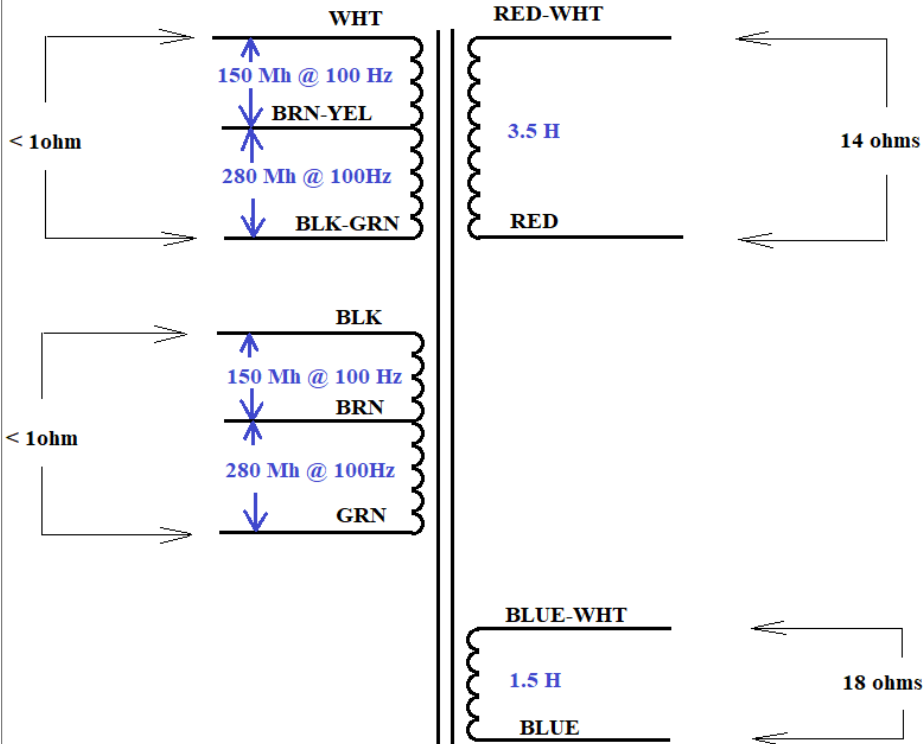 WHT
RED-WHT
150 Mh @ 100 Hz
BRN-YEL
< 1ohm
3.5 H
14 ohms
280 Mh @ 100Hz
BLK-GRN
RED
BLK
150 Mh @ 100 Hz
BRN
< 1ohm
280 Mh @ 100Hz
GRN
BLUE-WHT
1.5 H
18 ohms
BLUE